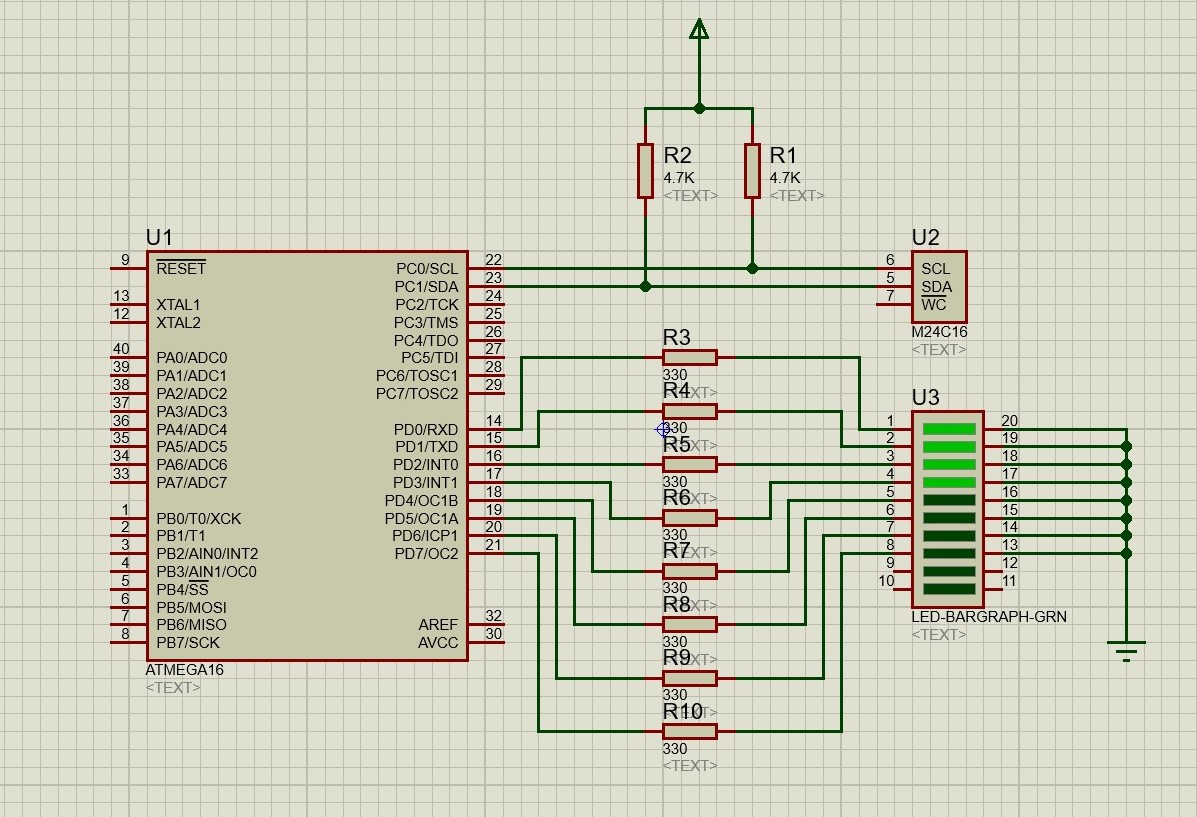 R2
4.7K
<TEXT>
R1
4.7K
<TEXT>
U1
9
RESET
13
XTAL1
12
XTAL2
40
PA0/ADC0
39
PA1/ADC1
38
PA2/ADC2
37
PA3/ADC3
36
PA4/ADC4
35
PA5/ADC5
34
PA6/ADC6
33
PA7/ADC7
1
PB0/T0/XCK
2
PB1/T1
3
PB2/AIN0/INT2
4
PB3/AIN1/OC0
5
PB4/SS
6
PB5/MOSI
7
PB6/MISO
8
PB7/SCK
PC0/SCL
22
PC1/SDA
23
PC2/TCK
24
PC3/TMS
25
PC4/TDO
26
PC5/TDI
27
PC6/TOSC1
28
PC7/TOSC2
29
PD0/RXD
14
PD1/TXD
15
PD2/INT0
16
PD3/INT1
17
PD4/OC1B
18
PD5/OC1A
19
PD6/ICP1
20
PD7/OC2
21
AREF
32
AVCC
30
ATMEGA16
<TEXT>
U2
6
SCL
5
SDA
7
WC
M24C16
<TEXT>
R3
330
<TEXT>
R4
330
R5
330
R6
330
<TEXT>
R7
330
<TEXT>
R8
330
<TEXT>
R9
330
<TEXT>
R10
330
<TEXT>
U3
1
2
3
4
5
6
7
8
9
10
20
19
18
17
16
15
14
13
12
11
LED-BARGRAPH-GRN
<TEXT>